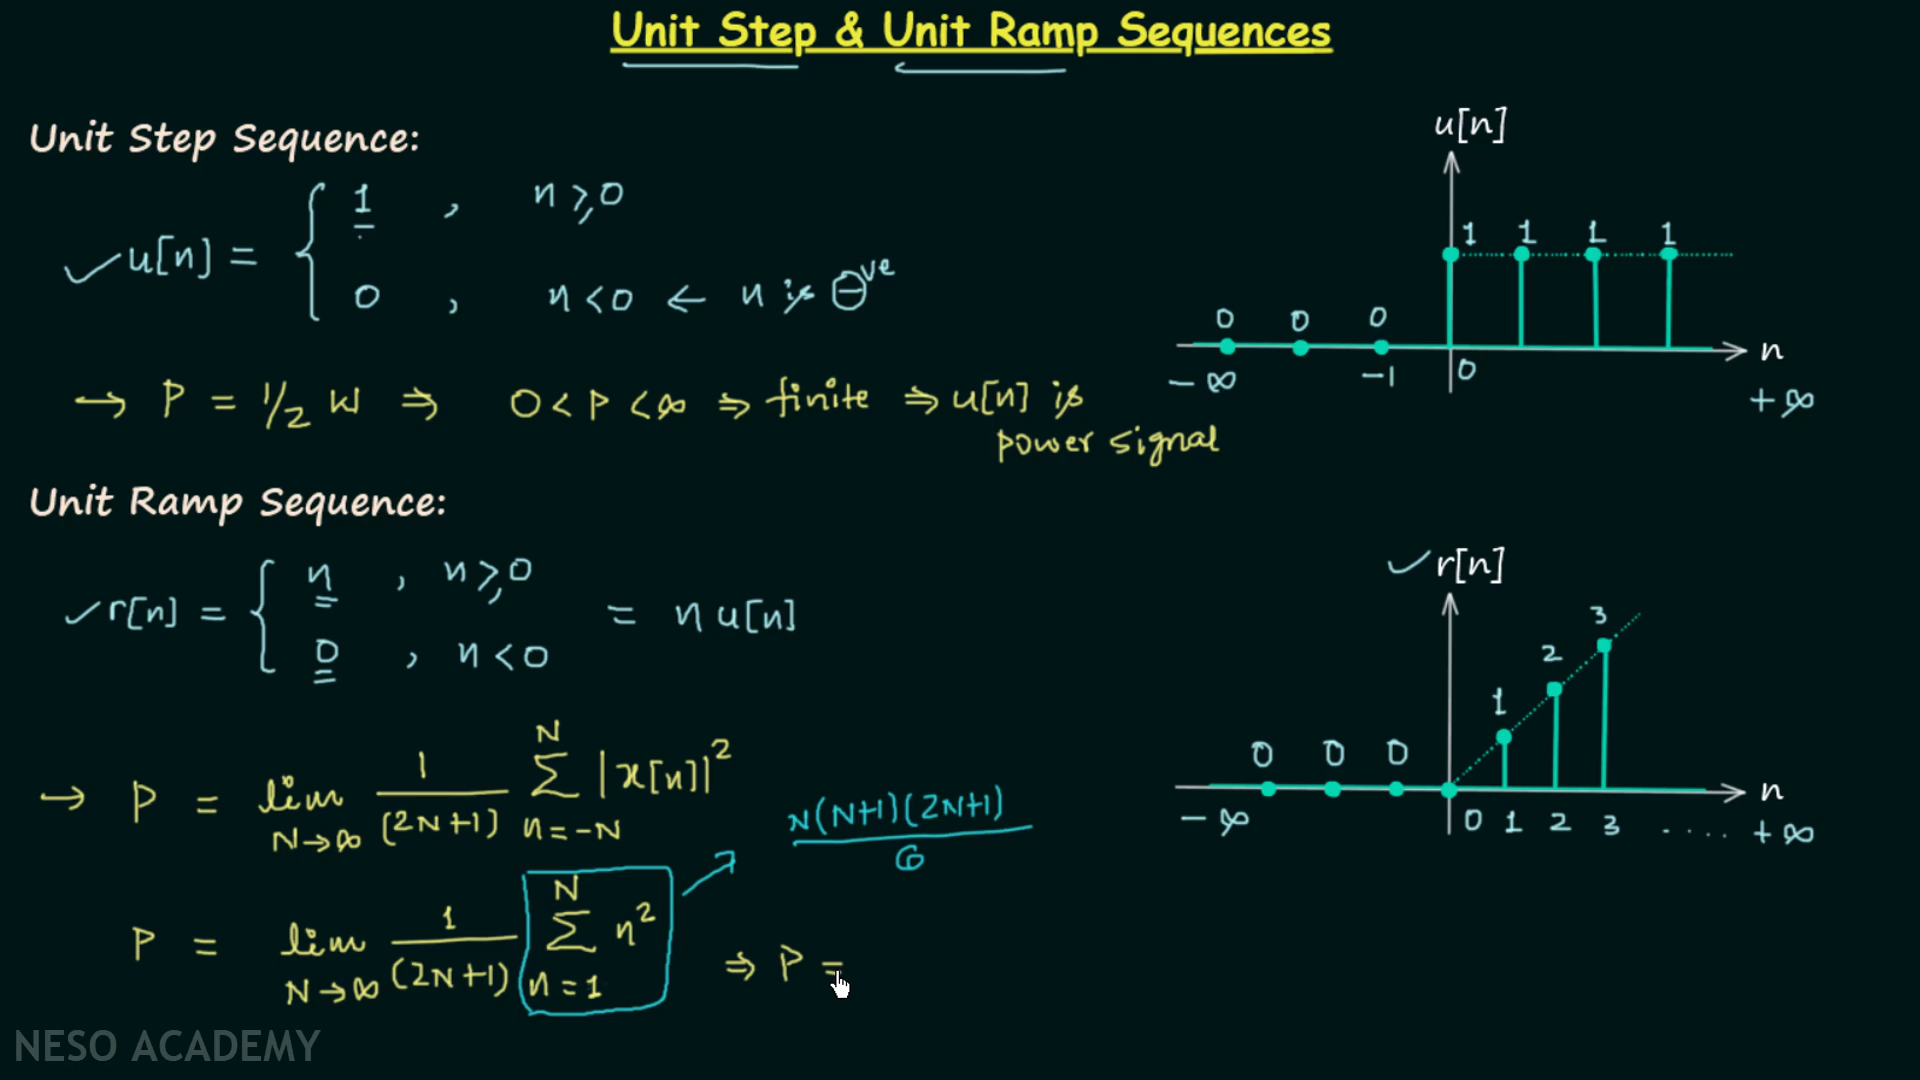 Unit Step & Unit Ramp Sequences
Unit Step Sequence:
u[n] = { 1 , n ≥ 0
0 , n < 0 ← n is ⊖ve
→ P = 1/2 W ⇒ 0 < P < ∞ ⇒ finite ⇒ u[n] is
power signal
u[n]
1 1 1 1
0 0 0
n
-∞ -1 0 +∞
Unit Ramp Sequence:
r[n] = { n , n ≥ 0
0 , n < 0
= n u[n]
r[n]
3
2
1
0 0 0
n
-∞ 0 1 2 3 ..... +∞
→ P = lim N→∞ 1/(2N+1) Σ n=-N N |x[n]|²
N(N+1)(2N+1)
6
P = lim N→∞ 1/(2N+1) Σ n=1 N n² ⇒ P =
NESO ACADEMY